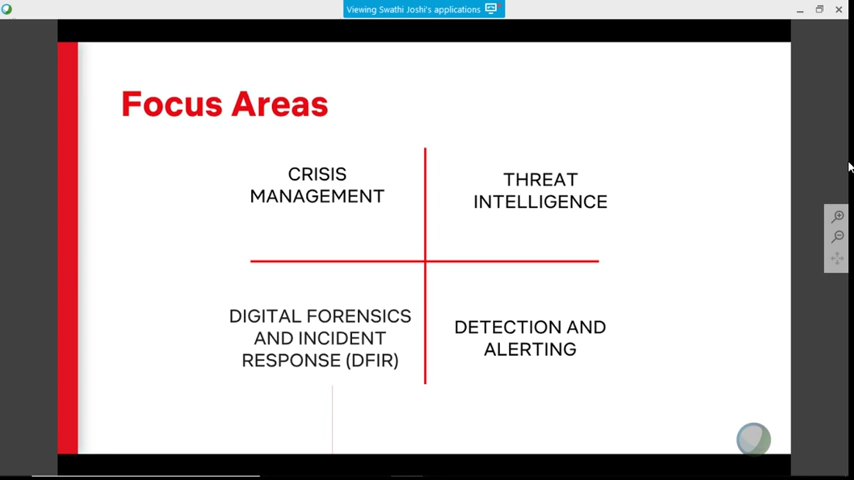 Viewing Swathi Joshi's applications
Focus Areas
CRISIS
MANAGEMENT
THREAT
INTELLIGENCE
DIGITAL FORENSICS
AND INCIDENT
RESPONSE (DFIR)
DETECTION AND
ALERTING